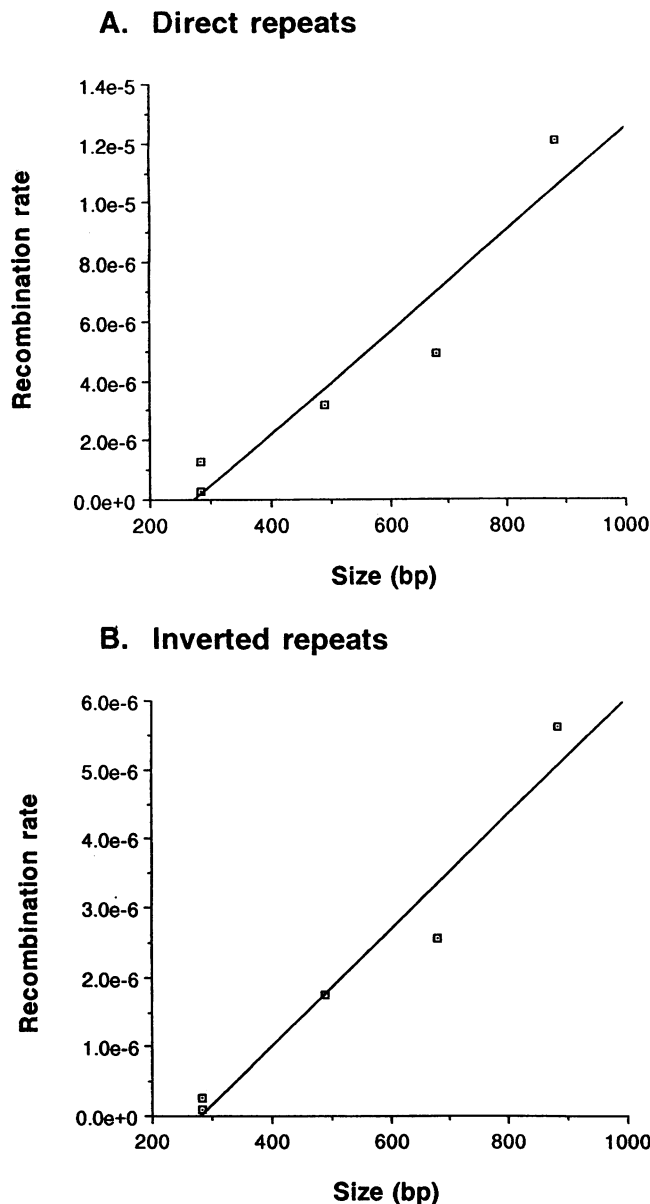 A. Direct repeats
1.4e-5
1.2e-5
1.0e-5
8.0e-6
6.0e-6
4.0e-6
2.0e-6
0.0e+0
Recombination rate
200 400 600 800 1000
Size (bp)
B. Inverted repeats
6.0e-6
5.0e-6
4.0e-6
3.0e-6
2.0e-6
1.0e-6
0.0e+0
Recombination rate
200 400 600 800 1000
Size (bp)